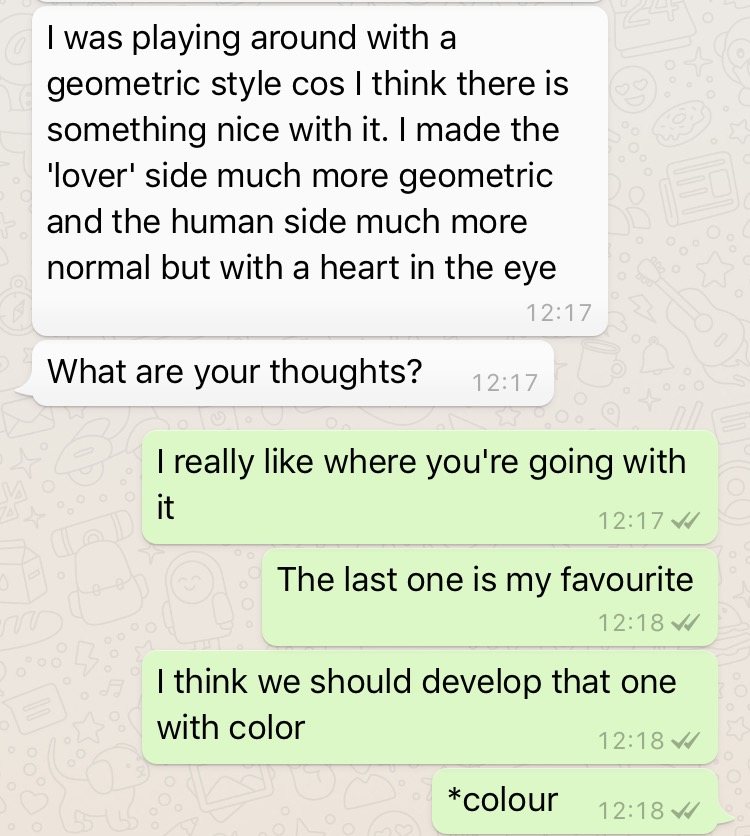 I was playing around with a
geometric style cos I think there is
something nice with it. I made the
'lover' side much more geometric
and the human side much more
normal but with a heart in the eye
12:17
What are your thoughts? 12:17
I really like where you're going with
it 12:17
The last one is my favourite
12:18
I think we should develop that one
with color 12:18
*colour 12:18